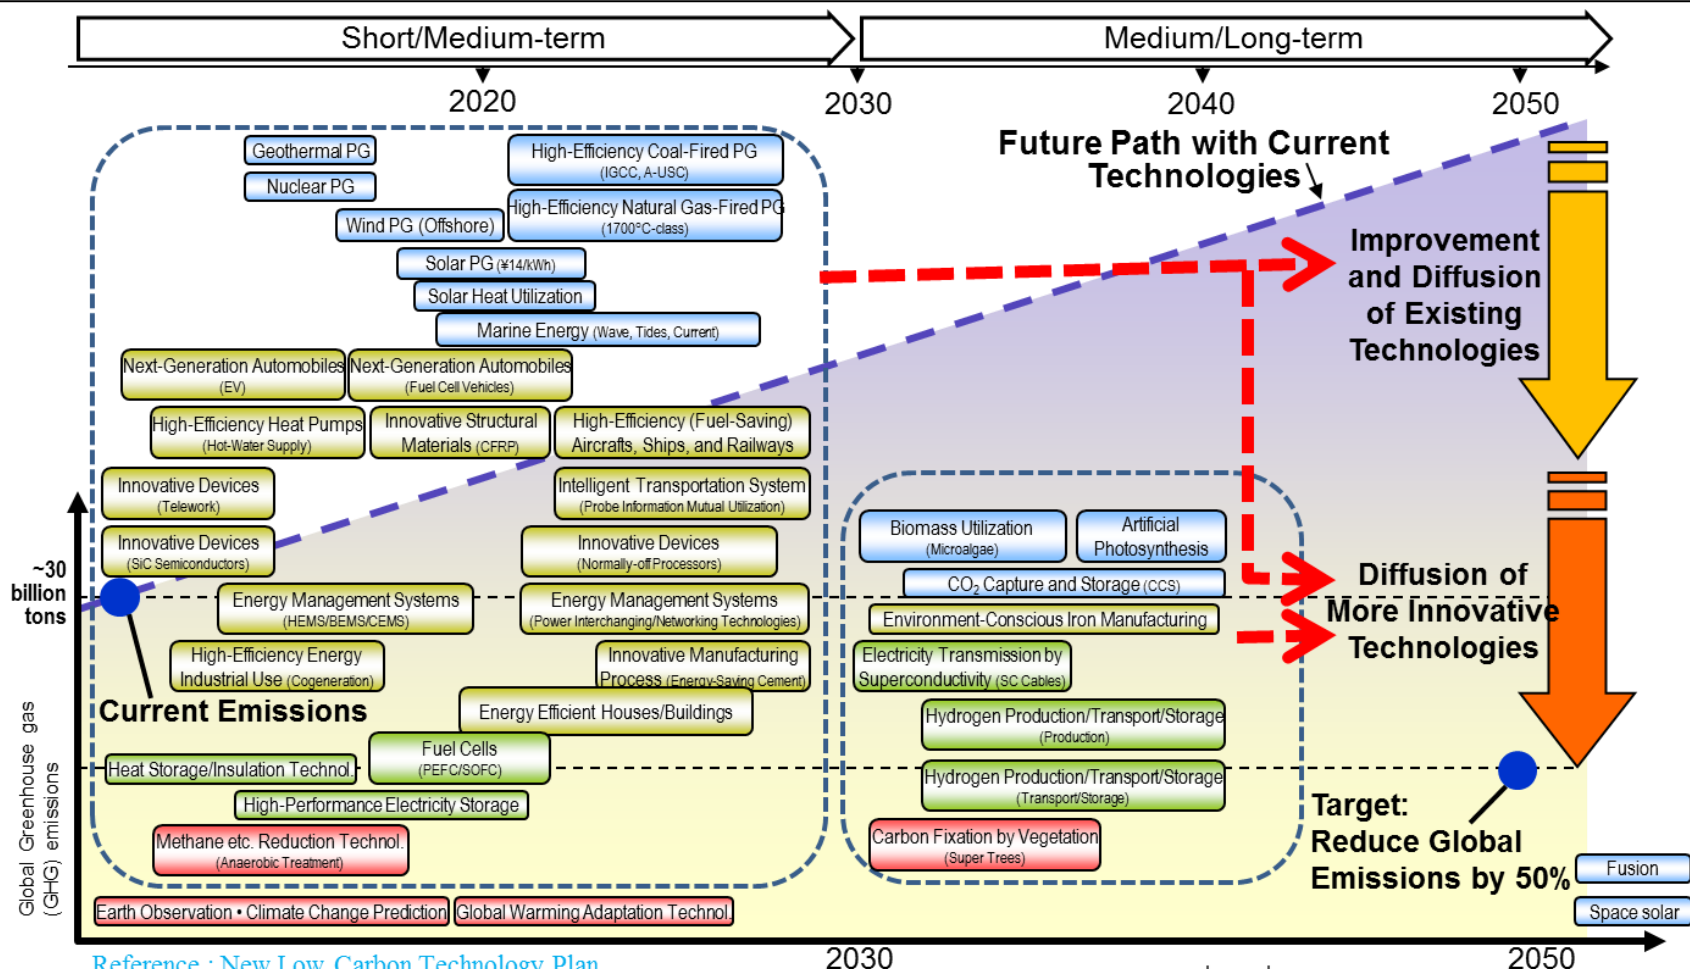 Short/Medium-term
Medium/Long-term
2020
2030
2040
2050
Geothermal PG
Nuclear PG
High-Efficiency Coal-Fired PG
(IGCC, A-USC)
High-Efficiency Natural Gas-Fired PG
(1700°C-class)
Wind PG (Offshore)
Solar PG (¥14/kWh)
Solar Heat Utilization
Marine Energy (Wave, Tides, Current)
Next-Generation Automobiles
(EV)
Next-Generation Automobiles
(Fuel Cell Vehicles)
High-Efficiency Heat Pumps
(Hot-Water Supply)
Innovative Structural
Materials (CFRP)
High-Efficiency (Fuel-Saving)
Aircrafts, Ships, and Railways
Innovative Devices
(Telework)
Intelligent Transportation System
(Probe Information Mutual Utilization)
Innovative Devices
(SiC Semiconductors)
Innovative Devices
(Normally-off Processors)
Energy Management Systems
(HEMS/BEMS/CEMS)
Energy Management Systems
(Power Interchanging/Networking Technologies)
High-Efficiency Energy
Industrial Use (Cogeneration)
Innovative Manufacturing
Process (Energy-Saving Cement)
Energy Efficient Houses/Buildings
Fuel Cells
(PEFC/SOFC)
Heat Storage/Insulation Technol.
High-Performance Electricity Storage
Methane etc. Reduction Technol.
(Anaerobic Treatment)
Earth Observation • Climate Change Prediction
Global Warming Adaptation Technol.
~30
billion
tons
Current Emissions
Global Greenhouse gas
(GHG) emissions
Future Path with Current
Technologies
Improvement
and Diffusion
of Existing
Technologies
Biomass Utilization
(Microalgae)
Artificial
Photosynthesis
CO₂ Capture and Storage (CCS)
Environment-Conscious Iron Manufacturing
Electricity Transmission by
Superconductivity (SC Cables)
Hydrogen Production/Transport/Storage
(Production)
Hydrogen Production/Transport/Storage
(Transport/Storage)
Carbon Fixation by Vegetation
(Super Trees)
Diffusion of
More Innovative
Technologies
Target:
Reduce Global
Emissions by 50%
Fusion
Space solar
2030
2050
Reference : New Low Carbon Technology Plan